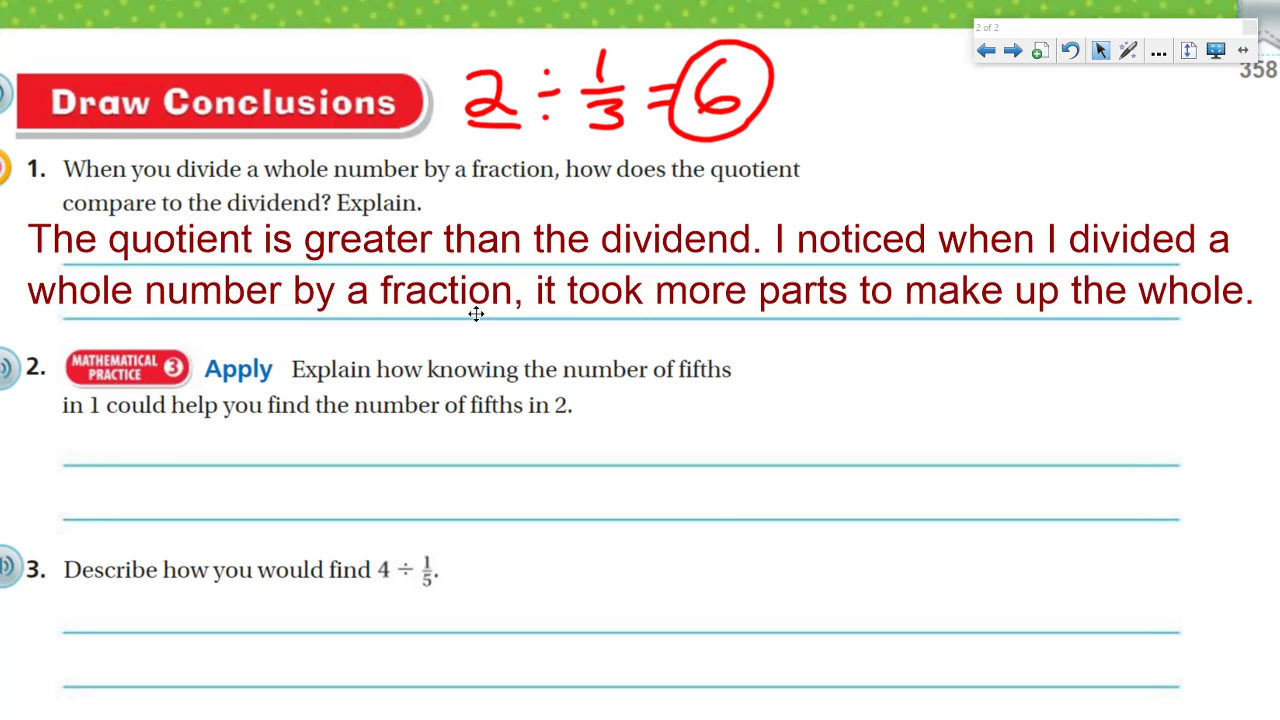 2 of 2
358
Draw Conclusions 2 ÷ 1/3 = 6
1. When you divide a whole number by a fraction, how does the quotient
compare to the dividend? Explain.
The quotient is greater than the dividend. I noticed when I divided a
whole number by a fraction, it took more parts to make up the whole.
2. MATHEMATICAL PRACTICE 3 Apply Explain how knowing the number of fifths
in 1 could help you find the number of fifths in 2.
3. Describe how you would find 4 ÷ 1/5.